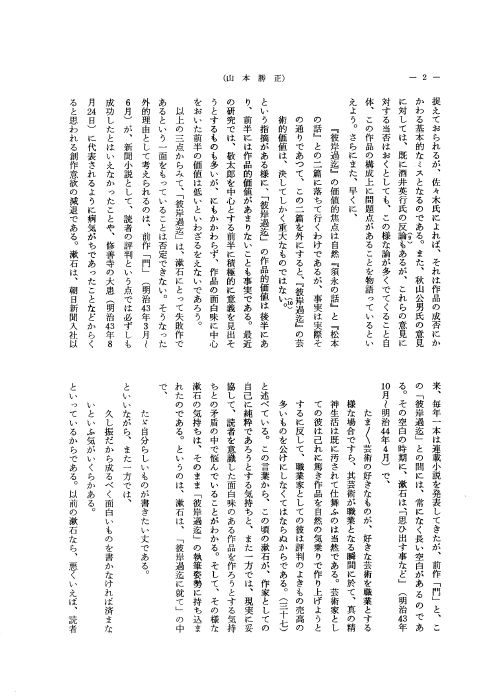 （山本勝正）
― 2 ―
捉えておられるが、佐々木氏によれば、それは作品の成否にか
かわる基本的なミスとなるのである。また、秋山公男氏の意見
に対しては、既に酒井英行氏の反論もあるが、これらの意見に
対する当否はおくとしても、この様な論が多くでてくること自
体、この作品の構成上に問題点があることを物語っているとい
えよう。さらにまた、早くに、
『彼岸過迄』の価値的焦点は自然『須永の話』と『松本
の話』との二篇に落ちて行くわけであるが、事実は実際そ
の通りであつて、この二篇を外にすると、『彼岸過迄』の芸
術的価値は、決してしかく重大なものではない。
という指摘がある様に、「彼岸過迄」の作品的価値は後半にあ
り、前半には作品的価値があまりないことも事実である。最近
の研究では、敬太郎を中心とする前半に積極的に意義を見出そ
うとするものも多いが、にもかかわらず、作品の面白味に中心
をおいた前半の価値は低いといわざるをえないであろう。
以上の三点からみて、「彼岸過迄」は、漱石にとって失敗作で
あるという一面をもっていることは否定できない。そうなった
外的理由として考えられるのは、前作「門」（明治43年3月～
6月）が、新聞小説として、読者の評判という点では必ずしも
成功したとはいえなかったことや、修善寺の大患（明治43年8
月24日）に代表されるように病気がちであったことなどからく
ると思われる創作意欲の減退である。漱石は、朝日新聞入社以
来、毎年一本は連載小説を発表してきたが、前作「門」と、こ
の「彼岸過迄」との間には、常になく長い空白があるのであ
る。その空白の時期に、漱石は「思ひ出す事など」（明治43年
10月～明治44年4月）で、
たま〱芸術の好きなものが、好きな芸術を職業とする
様な場合ですら、其芸術が職業となる瞬間に於て、真の精
神生活は既に汚されて仕舞ふのは当然である。芸術家とし
ての彼は己れに篤き作品を自然の気乗りで作り上げようと
するに反して、職業家としての彼は評判のよきもの売高の
多いものを公けにしなくてはならぬからである。（三十七）
と述べている。この言葉から、この頃の漱石が、作家としての
自己に純粋であろうとする気持ちと、また一方では、現実に妥
協して、読者を意識した面白味のある作品を作ろうとする気持
ちとの矛盾の中で悩んでいることがわかる。そして、その様な
漱石の気持ちは、そのまま「彼岸過迄」の執筆姿勢に持ち込ま
れたのである。というのは、漱石は、「彼岸過迄に就て」の中
で、
たゞ自分らしいものが書きたい丈である。
といいながら、また一方では、
久し振だから成るべく面白いものを書かなければ済まな
いといふ気がいくらかある。
といっているからである。以前の漱石なら、悪くいえば、読者